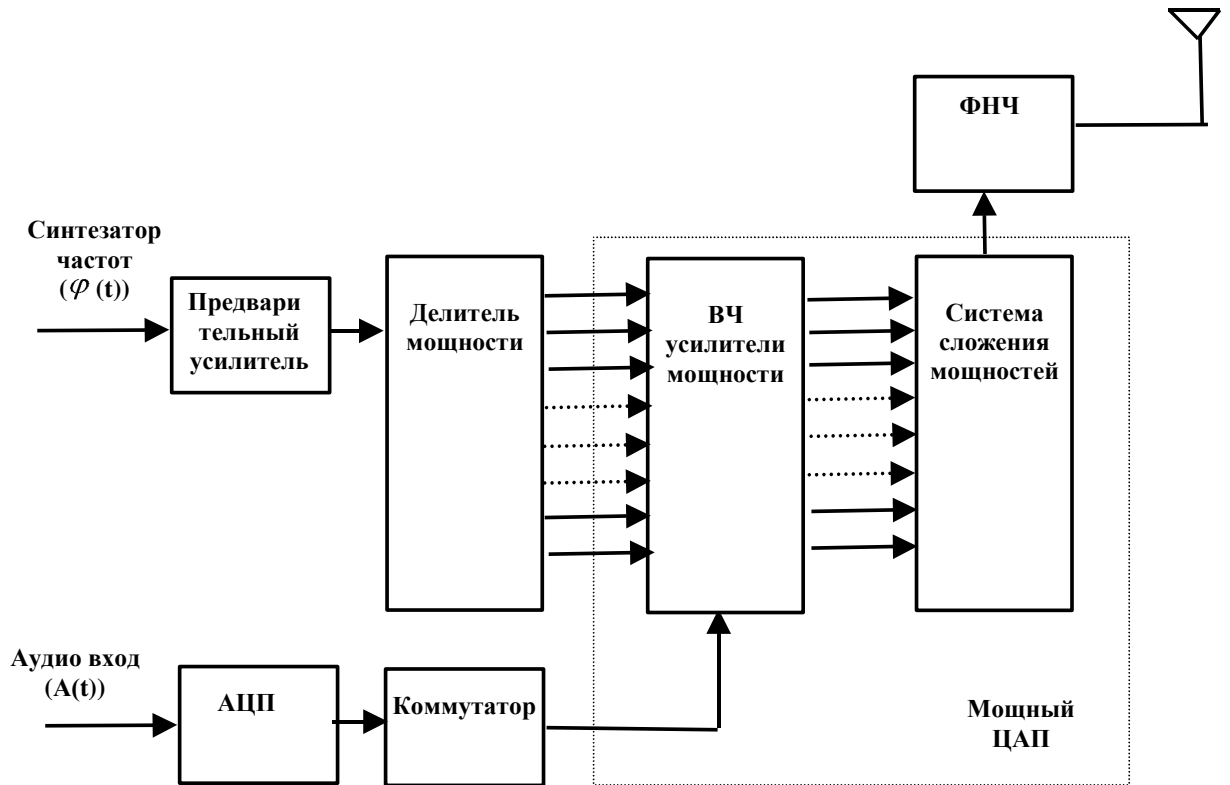 ФНЧ
Синтезатор
частот
(φ (t))
Предвари
тельный
усилитель
Делитель
мощности
ВЧ
усилители
мощности
Система
сложения
мощностей
Аудио вход
(A(t))
АЦП
Коммутатор
Мощный
ЦАП